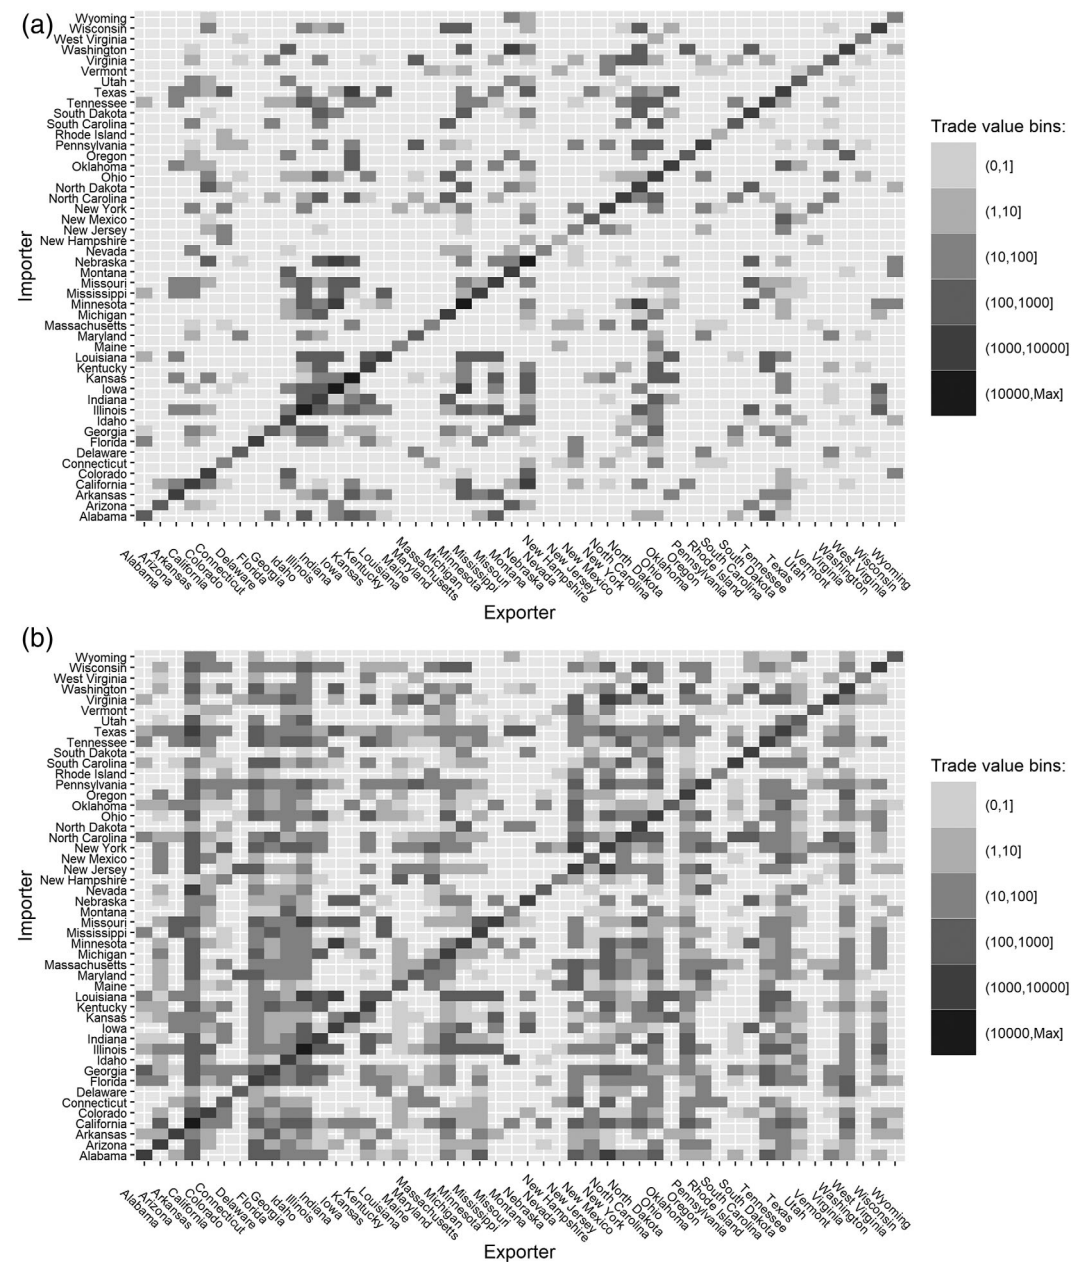 (a)
Importer
Wyoming
Wisconsin
West Virginia
Washington
Virginia
Vermont
Utah
Texas
Tennessee
South Dakota
South Carolina
Rhode Island
Pennsylvania
Oregon
Oklahoma
Ohio
North Dakota
North Carolina
New York
New Mexico
New Jersey
New Hampshire
Nevada
Nebraska
Montana
Missouri
Mississippi
Minnesota
Michigan
Massachusetts
Maryland
Maine
Louisiana
Kentucky
Kansas
Iowa
Indiana
Illinois
Idaho
Georgia
Florida
Delaware
Connecticut
Colorado
California
Arkansas
Arizona
Alabama
Alabama
Arizona
Arkansas
California
Colorado
Connecticut
Delaware
Florida
Georgia
Idaho
Illinois
Indiana
Iowa
Kansas
Kentucky
Louisiana
Maine
Maryland
Massachusetts
Michigan
Minnesota
Mississippi
Missouri
Montana
Nebraska
Nevada
New Hampshire
New Jersey
New Mexico
New York
North Carolina
North Dakota
Ohio
Oklahoma
Oregon
Pennsylvania
Rhode Island
South Carolina
South Dakota
Tennessee
Texas
Utah
Vermont
Virginia
Washington
West Virginia
Wisconsin
Wyoming
Exporter
Trade value bins:
(0,1]
(1,10]
(10,100]
(100,1000]
(1000,10000]
(10000,Max]
(b)
Importer
Wyoming
Wisconsin
West Virginia
Washington
Virginia
Vermont
Utah
Texas
Tennessee
South Dakota
South Carolina
Rhode Island
Pennsylvania
Oregon
Oklahoma
Ohio
North Dakota
North Carolina
New York
New Mexico
New Jersey
New Hampshire
Nevada
Nebraska
Montana
Missouri
Mississippi
Minnesota
Michigan
Massachusetts
Maryland
Maine
Louisiana
Kentucky
Kansas
Iowa
Indiana
Illinois
Idaho
Georgia
Florida
Delaware
Connecticut
Colorado
California
Arkansas
Arizona
Alabama
Alabama
Arizona
Arkansas
California
Colorado
Connecticut
Delaware
Florida
Georgia
Idaho
Illinois
Indiana
Iowa
Kansas
Kentucky
Louisiana
Maine
Maryland
Massachusetts
Michigan
Minnesota
Mississippi
Missouri
Montana
Nebraska
Nevada
New Hampshire
New Jersey
New Mexico
New York
North Carolina
North Dakota
Ohio
Oklahoma
Oregon
Pennsylvania
Rhode Island
South Carolina
South Dakota
Tennessee
Texas
Utah
Vermont
Virginia
Washington
West Virginia
Wisconsin
Wyoming
Exporter
Trade value bins:
(0,1]
(1,10]
(10,100]
(100,1000]
(1000,10000]
(10000,Max]